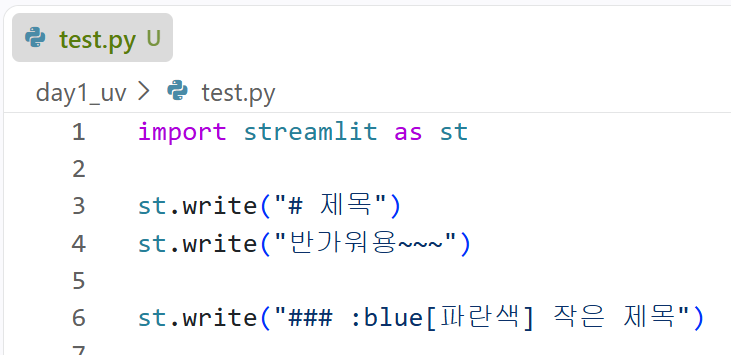 test.py U
day1_uv > test.py
1 import streamlit as st
2
3 st.write("# 제목")
4 st.write("반가워용~~~")
5
6 st.write("### :blue[파란색] 작은 제목")
7